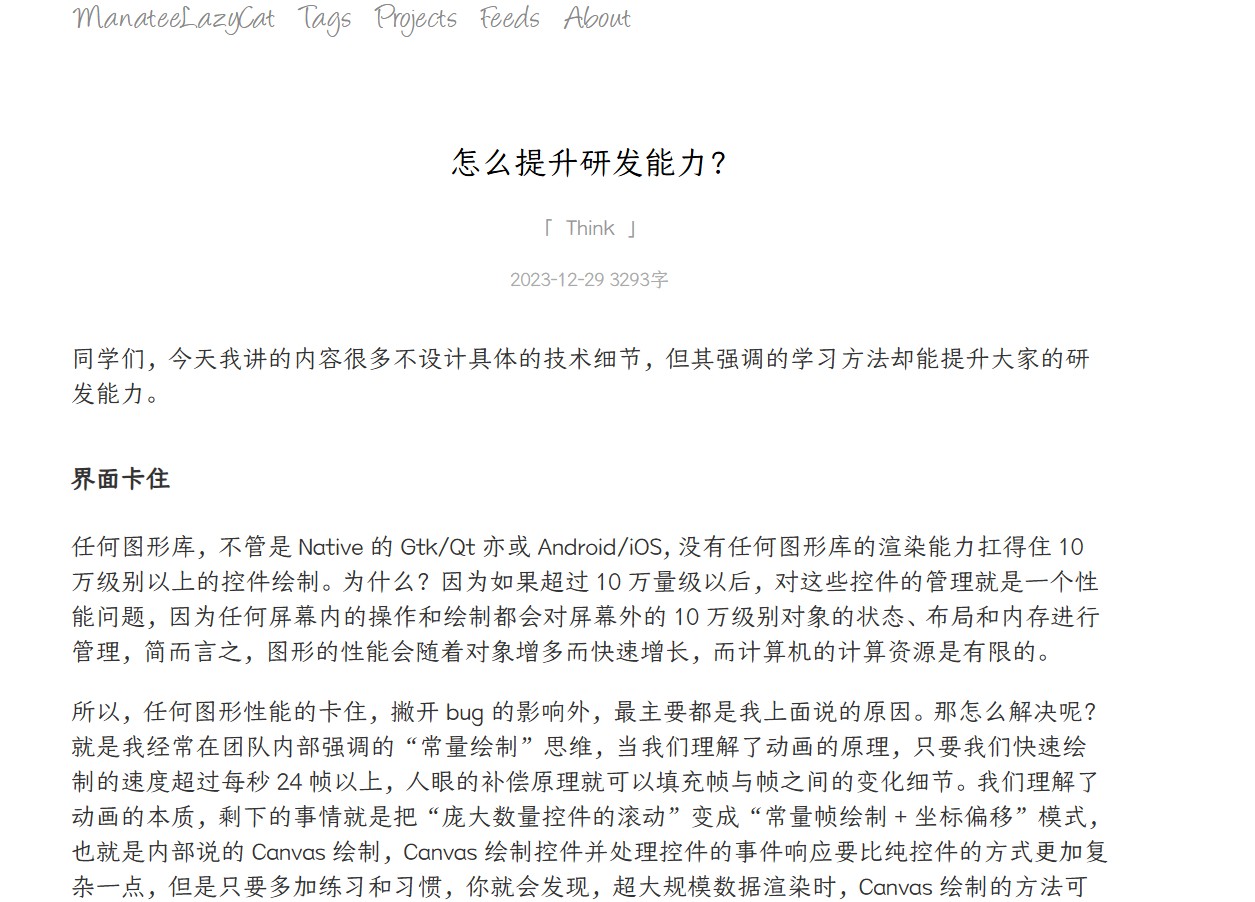 ManateeLazyCat Tags Projects Feeds About
怎么提升研发能力？
「 Think 」
2023-12-29 3293字
同学们，今天我讲的内容很多不设计具体的技术细节，但其强调的学习方法却能提升大家的研
发能力。
界面卡住
任何图形库，不管是 Native 的 Gtk/Qt 亦或 Android/iOS, 没有任何图形库的渲染能力扛得住 10
万级别以上的控件绘制。为什么？因为如果超过 10 万量级以后，对这些控件的管理就是一个性
能问题，因为任何屏幕内的操作和绘制都会对屏幕外的 10 万级别对象的状态、布局和内存进行
管理，简而言之，图形的性能会随着对象增多而快速增长，而计算机的计算资源是有限的。
所以，任何图形性能的卡住，撇开 bug 的影响外，最主要都是我上面说的原因。那怎么解决呢？
就是我经常在团队内部强调的“常量绘制”思维，当我们理解了动画的原理，只要我们快速绘
制的速度超过每秒 24 帧以上，人眼的补偿原理就可以填充帧与帧之间的变化细节。我们理解了
动画的本质，剩下的事情就是把“庞大数量控件的滚动”变成“常量帧绘制 + 坐标偏移”模式，
也就是内部说的 Canvas 绘制，Canvas 绘制控件并处理控件的事件响应要比纯控件的方式更加复
杂一点，但是只要多加练习和习惯，你就会发现，超大规模数据渲染时，Canvas 绘制的方法可